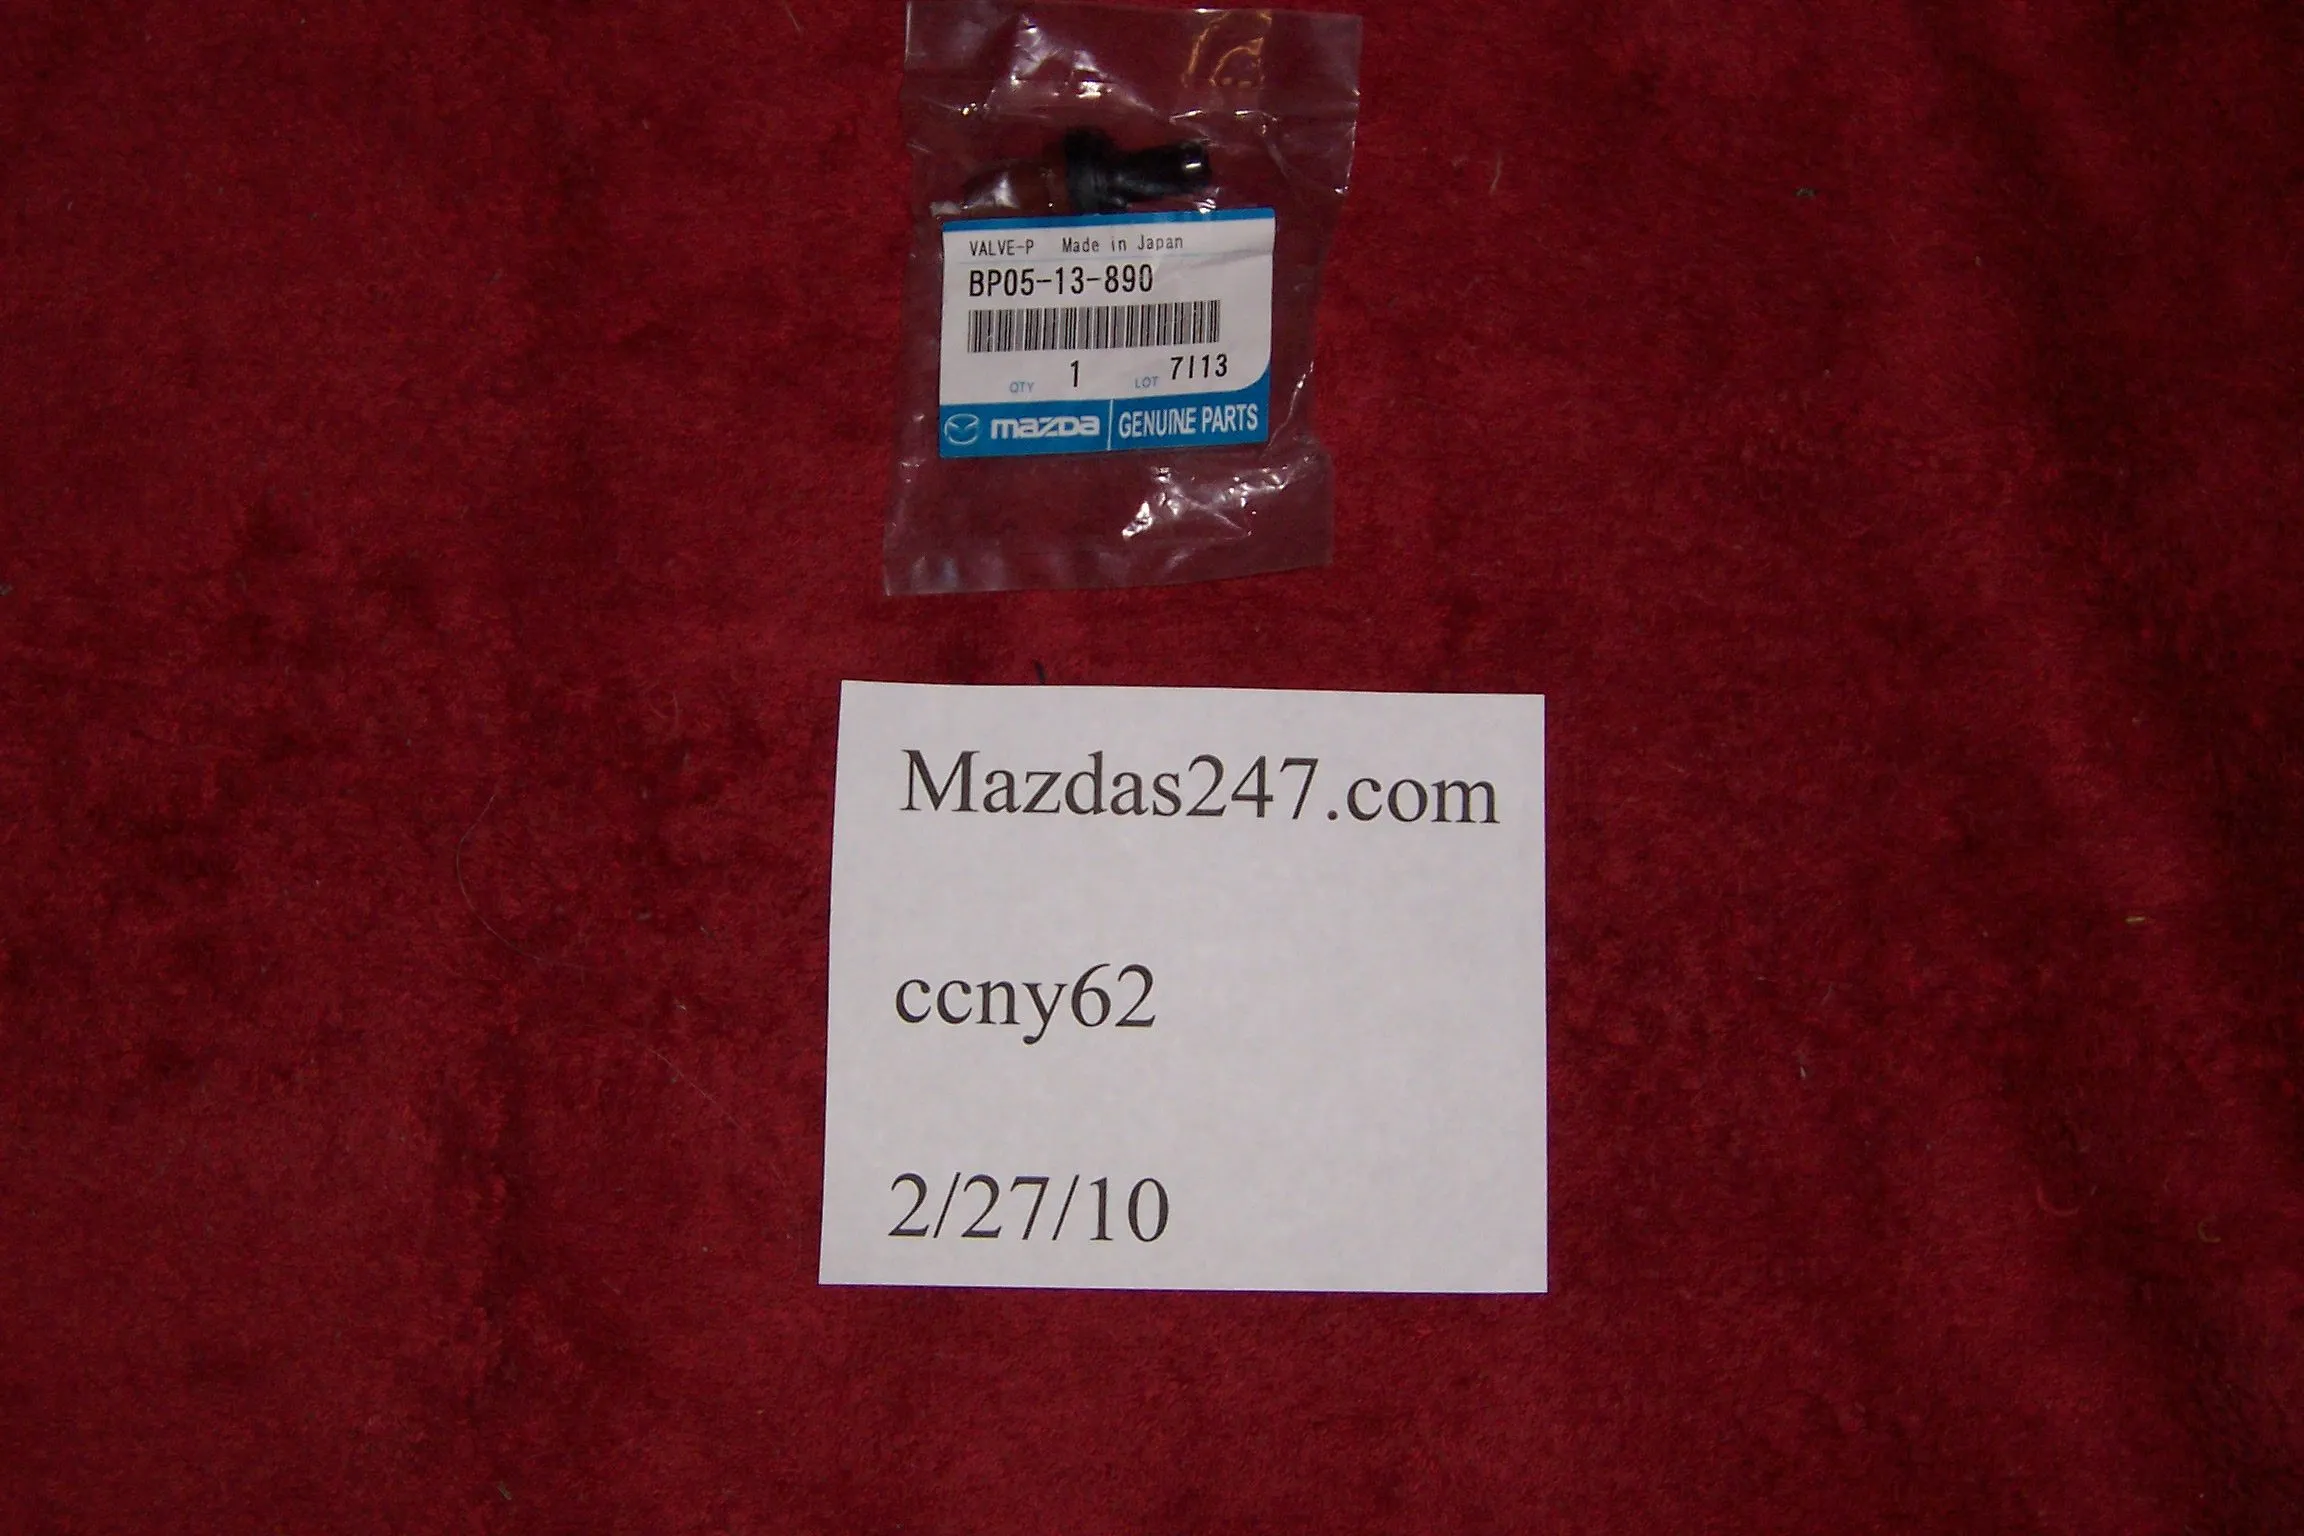 VALVE-P Made in Japan
BP05-13-890
QTY 1 LOT 7I13
mazda GENUINE PARTS
Mazdas247.com
ccny62
2/27/10